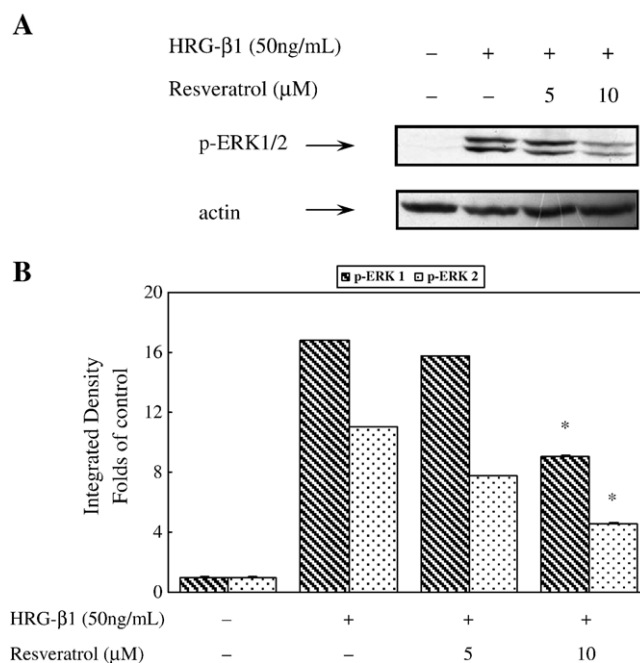 A
HRG-β1 (50ng/mL) – + + +
Resveratrol (μM) – – 5 10
p-ERK1/2
actin
B
p-ERK 1 p-ERK 2
20
16
12
8
4
0
Integrated Density
Folds of control
*
*
HRG-β1 (50ng/mL) – + + +
Resveratrol (μM) – – 5 10